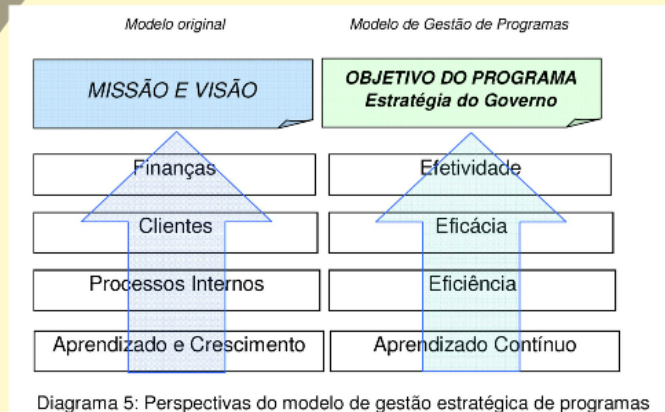 Modelo original
Modelo de Gestão de Programas
MISSÃO E VISÃO
OBJETIVO DO PROGRAMA
Estratégia do Governo
Finanças
Efetividade
Clientes
Eficácia
Processos Internos
Eficiência
Aprendizado e Crescimento
Aprendizado Contínuo
Diagrama 5: Perspectivas do modelo de gestão estratégica de programas